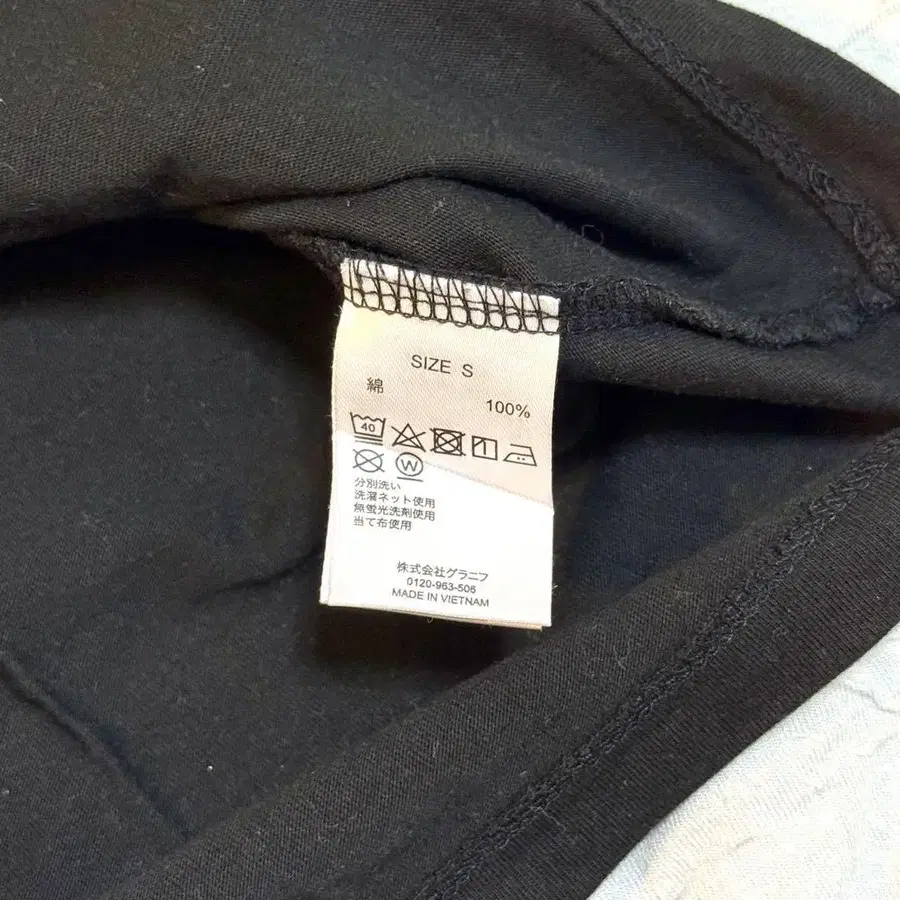 SIZE S
綿 100%
40
W
分別洗い
洗濯ネット使用
無蛍光洗剤使用
当て布使用
株式会社グラニフ
0120-963-506
MADE IN VIETNAM